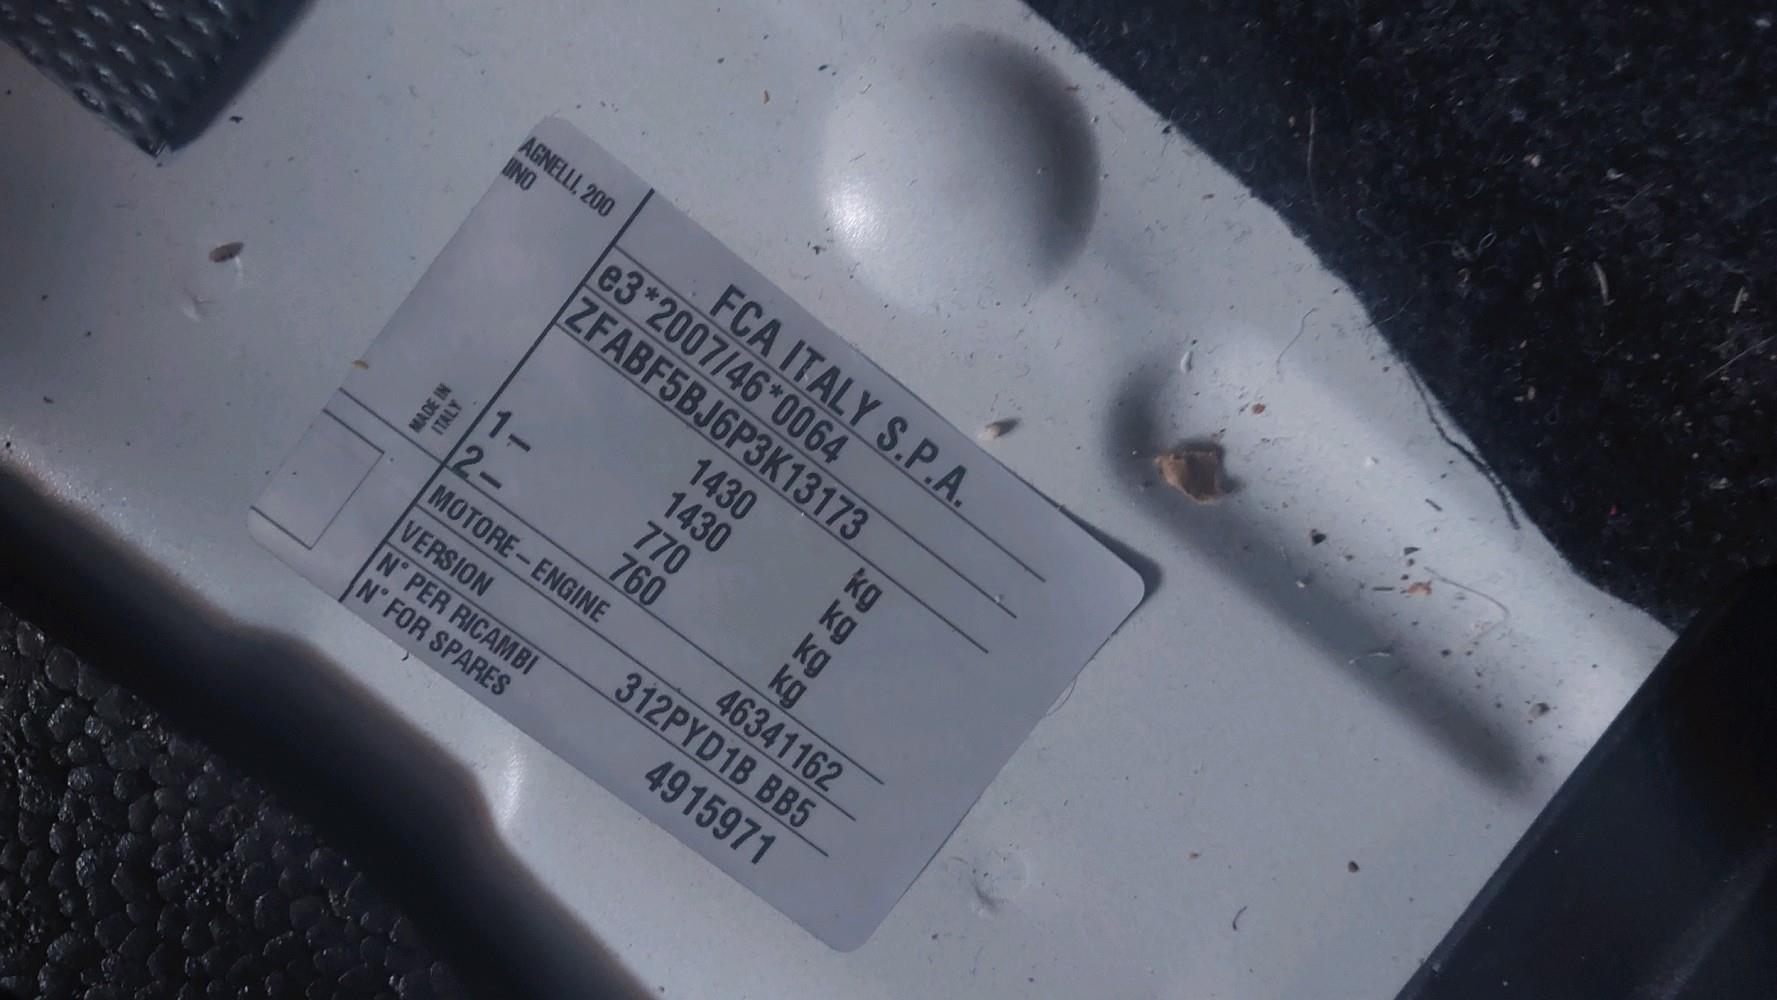 AGNELLI, 200
FCA ITALY S.P.A.
e3*2007/46*0064
ZFABF5BJ6P3K13173
1430 kg
1430 kg
1– 770 kg
2– 760 kg
MADE IN
ITALY
MOTORE–ENGINE 46341162
VERSION 312PYD1B BB5
N° PER RICAMBI
N° FOR SPARES 4915971